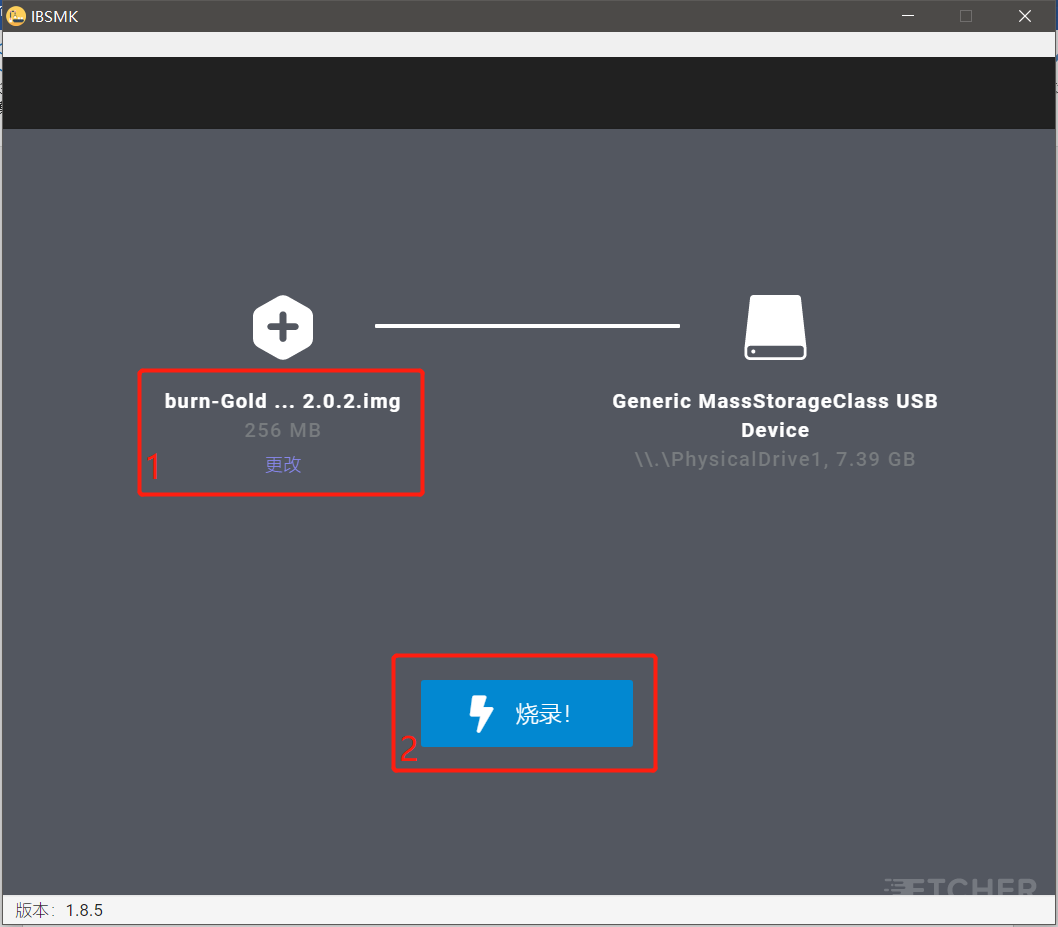 IBSMK
burn-Gold ... 2.0.2.img
256 MB
更改
1
Generic MassStorageClass USB
Device
\\.\PhysicalDrive1, 7.39 GB
烧录!
2
ETCHER
版本：1.8.5